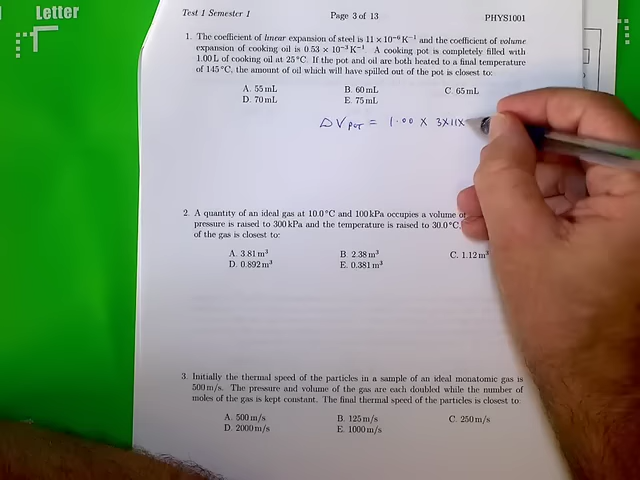 Letter
Test 1 Semester 1
Page 3 of 13
PHYS1001
1. The coefficient of linear expansion of steel is 11 × 10⁻⁶ K⁻¹ and the coefficient of volume
expansion of cooking oil is 0.53 × 10⁻³ K⁻¹ A cooking pot is completely filled with
1.00 L of cooking oil at 25 °C. If the pot and oil are both heated to a final temperature
of 145 °C, the amount of oil which will have spilled out of the pot is closest to:
A. 55 mL B. 60 mL C. 65 mL
D. 70 mL E. 75 mL
ΔV POT = 1.00 × 3×11×
2. A quantity of an ideal gas at 10.0 °C and 100 kPa occupies a volume of
pressure is raised to 300 kPa and the temperature is raised to 30.0 °C,
of the gas is closest to:
A. 3.81 m³ B. 2.38 m³ C. 1.12 m³
D. 0.892 m³ E. 0.381 m³
3. Initially the thermal speed of the particles in a sample of an ideal monatomic gas is
500 m/s. The pressure and volume of the gas are each doubled while the number of
moles of the gas is kept constant. The final thermal speed of the particles is closest to:
A. 500 m/s B. 125 m/s C. 250 m/s
D. 2000 m/s E. 1000 m/s